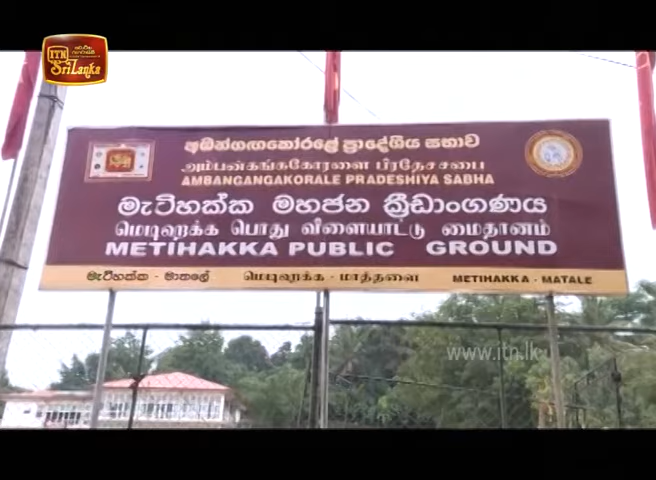 ITN
Sri Lanka
අඹන්ගඟකෝරළේ ප්‍රාදේශීය සභාව
அம்பன்கங்ககோரளை பிரதேசசபை
AMBANGANGAKORALE PRADESHIYA SABHA
මැටිහක්ක මහජන ක්‍රීඩාංගණය
மெடிஹக்க பொது வீளையாட்டு மைதானம்
METIHAKKA PUBLIC GROUND
මැටිහක්ක - මාතලේ
மெடிஹக்க - மாத்தளை
METIHAKKA - MATALE
www.itn.lk